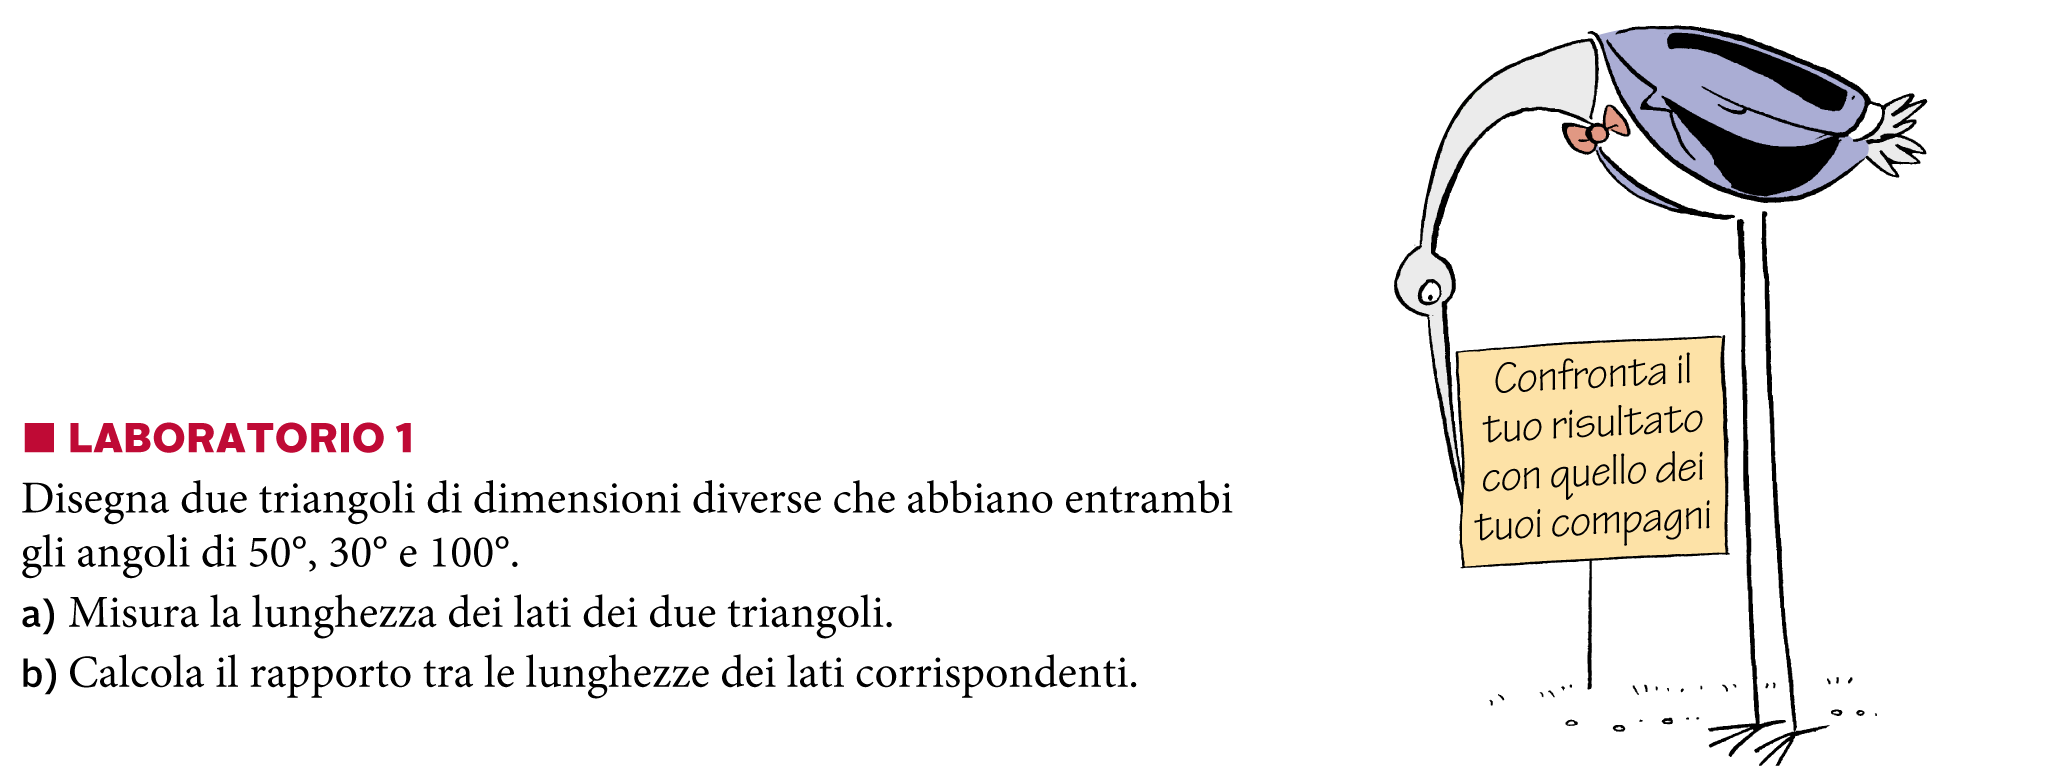 LABORATORIO 1
Disegna due triangoli di dimensioni diverse che abbiano entrambi
gli angoli di 50°, 30° e 100°.
a) Misura la lunghezza dei lati dei due triangoli.
b) Calcola il rapporto tra le lunghezze dei lati corrispondenti.
Confronta il
tuo risultato
con quello dei
tuoi compagni